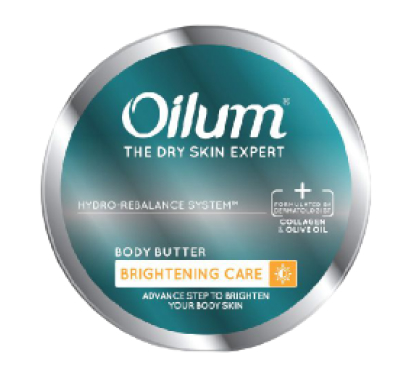 Oilum®
THE DRY SKIN EXPERT
HYDRO-REBALANCE SYSTEM™
+
FORMULATED BY
DERMATOLOGIST
COLLAGEN
& OLIVE OIL
BODY BUTTER
BRIGHTENING CARE
ADVANCE STEP TO BRIGHTEN
YOUR BODY SKIN